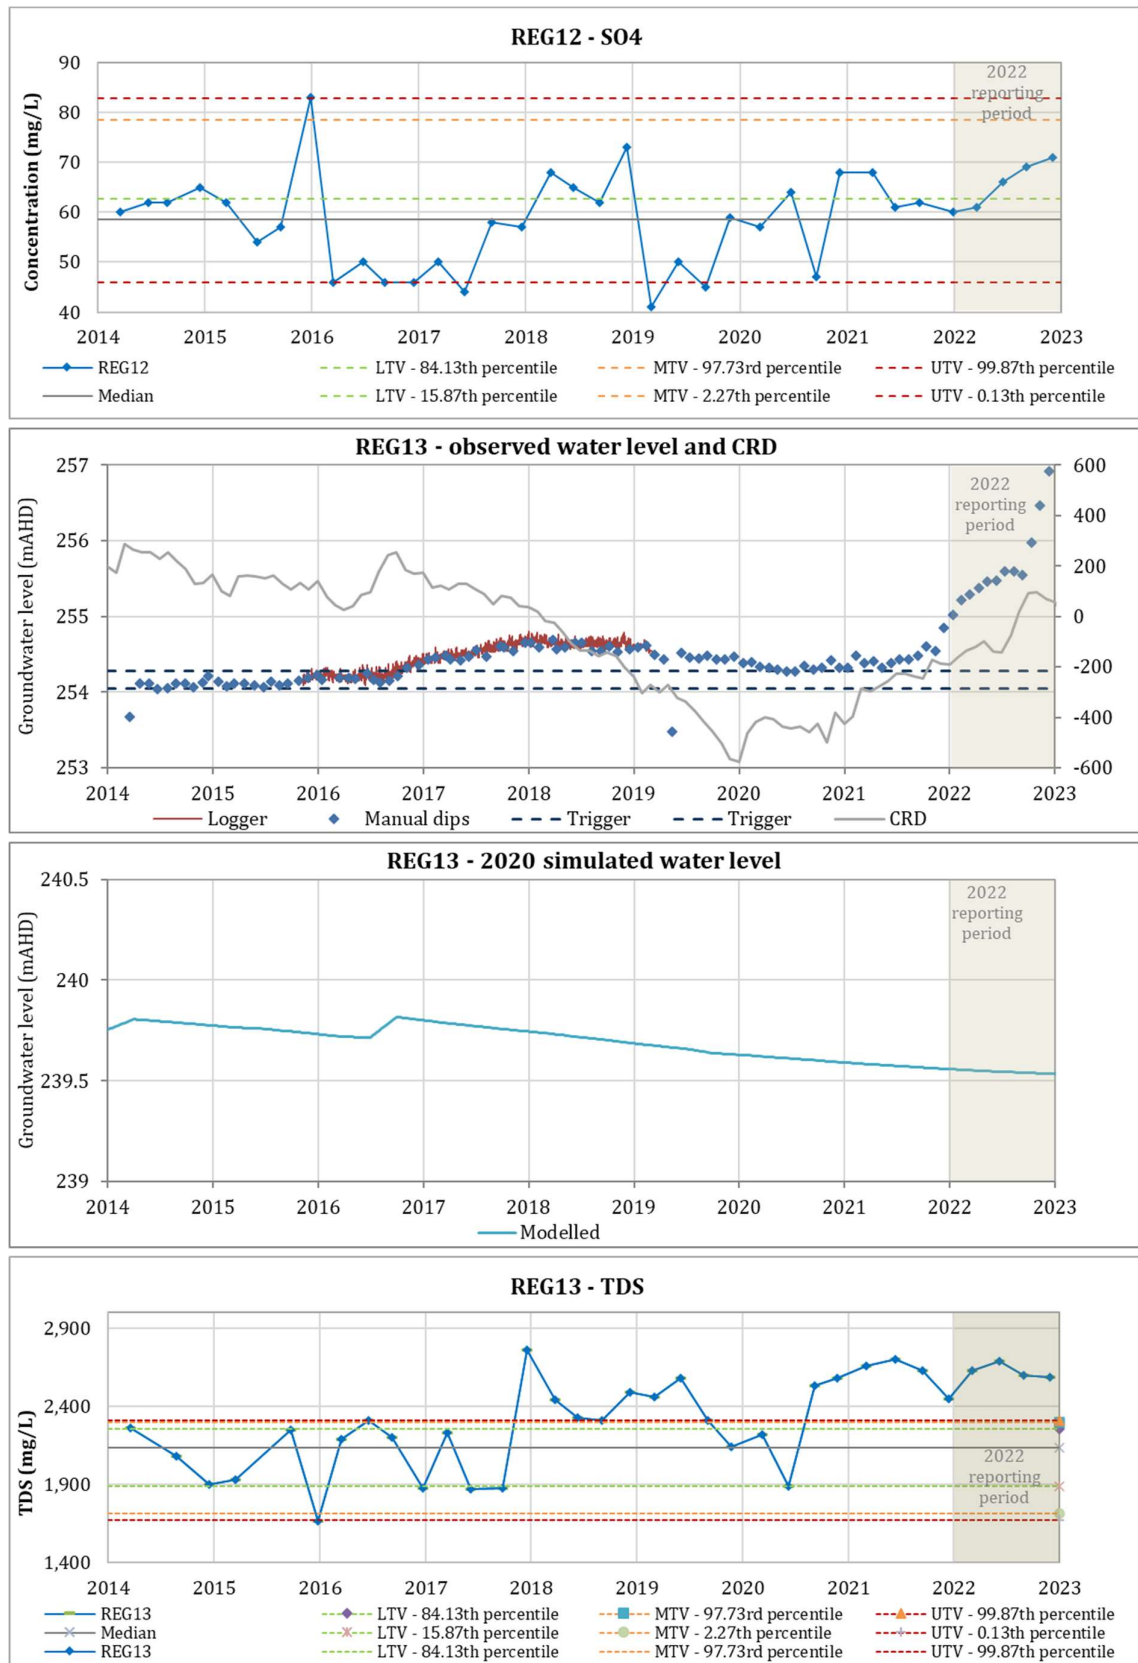 REG12 - SO4
Concentration (mg/L)
90
80
70
60
50
40
2014 2015 2016 2017 2018 2019 2020 2021 2022 2023
2022
reporting
period
REG12 LTV - 84.13th percentile MTV - 97.73rd percentile UTV - 99.87th percentile
Median LTV - 15.87th percentile MTV - 2.27th percentile UTV - 0.13th percentile
REG13 - observed water level and CRD
Groundwater level (mAHD)
257
256
255
254
253
600
400
200
0
-200
-400
-600
2022
reporting
period
2014 2015 2016 2017 2018 2019 2020 2021 2022 2023
Logger Manual dips Trigger Trigger CRD
REG13 - 2020 simulated water level
Groundwater level (mAHD)
240.5
240
239.5
239
2022
reporting
period
2014 2015 2016 2017 2018 2019 2020 2021 2022 2023
Modelled
REG13 - TDS
TDS (mg/L)
2,900
2,400
1,900
1,400
2022
reporting
period
2014 2015 2016 2017 2018 2019 2020 2021 2022 2023
REG13 LTV - 84.13th percentile MTV - 97.73rd percentile UTV - 99.87th percentile
Median LTV - 15.87th percentile MTV - 2.27th percentile UTV - 0.13th percentile
REG13 LTV - 84.13th percentile MTV - 97.73rd percentile UTV - 99.87th percentile